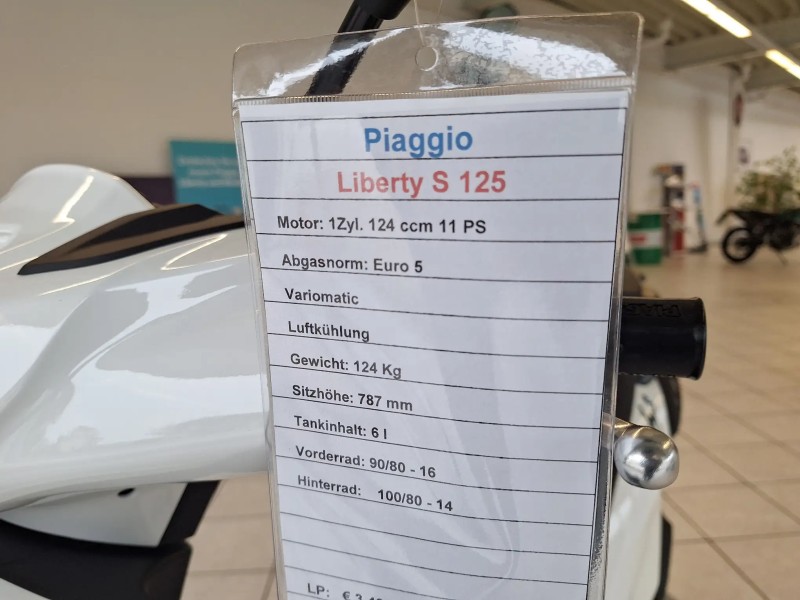 Piaggio
Liberty S 125
Motor: 1Zyl. 124 ccm 11 PS
Abgasnorm: Euro 5
Variomatic
Luftkühlung
Gewicht: 124 Kg
Sitzhöhe: 787 mm
Tankinhalt: 6 l
Vorderrad: 90/80 - 16
Hinterrad: 100/80 - 14
LP: €